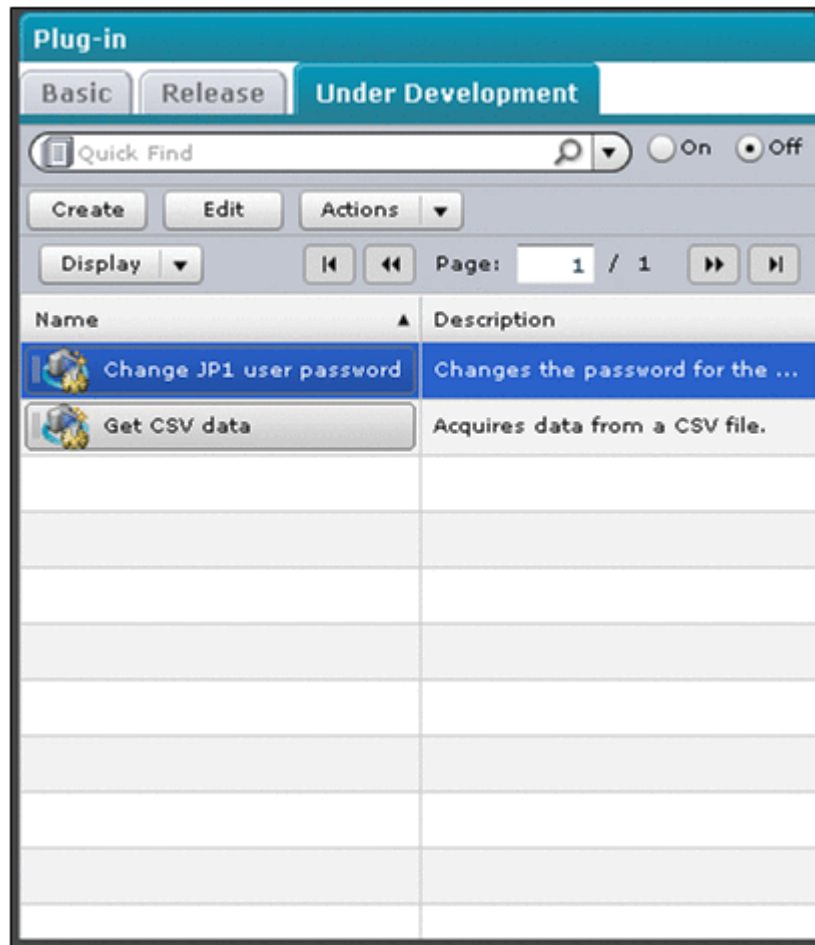 Plug-in
Basic Release Under Development
Quick Find On Off
Create Edit Actions
Display Page: 1 / 1
Name Description
Change JP1 user password Changes the password for the ...
Get CSV data Acquires data from a CSV file.